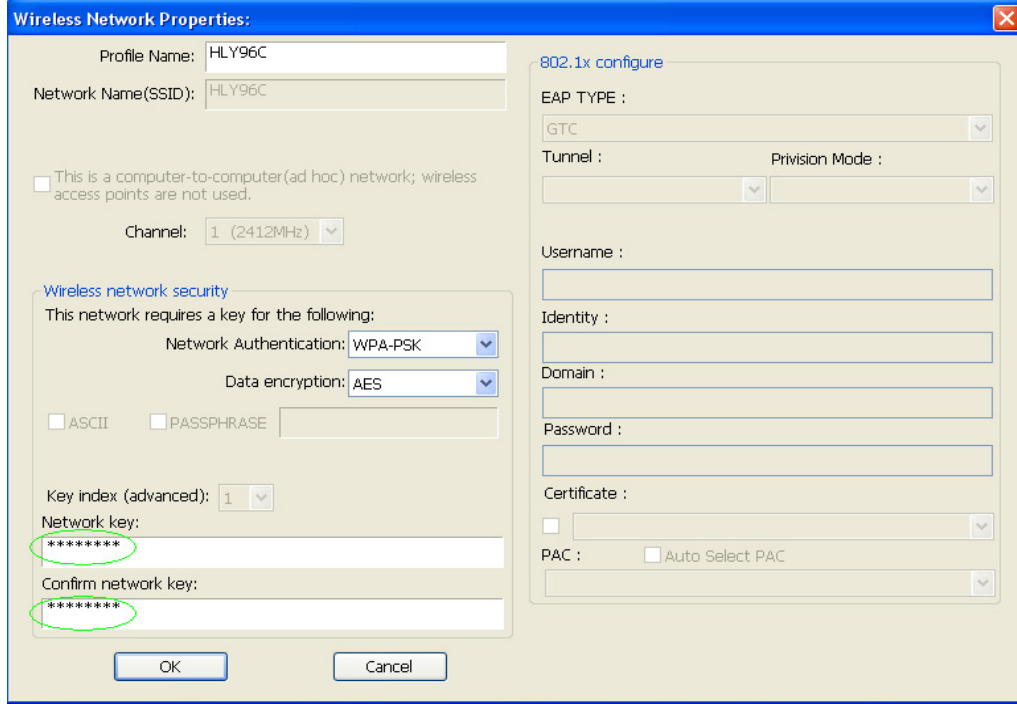 Wireless Network Properties:
Profile Name: HLY96C
Network Name(SSID): HLY96C
This is a computer-to-computer(ad hoc) network; wireless
access points are not used.
Channel: 1 (2412MHz)
Wireless network security
This network requires a key for the following:
Network Authentication: WPA-PSK
Data encryption: AES
ASCII PASSPHRASE
Key index (advanced): 1
Network key:
********
Confirm network key:
********
OK Cancel
802.1x configure
EAP TYPE :
GTC
Tunnel : Privision Mode :
Username :
Identity :
Domain :
Password :
Certificate :
PAC : Auto Select PAC